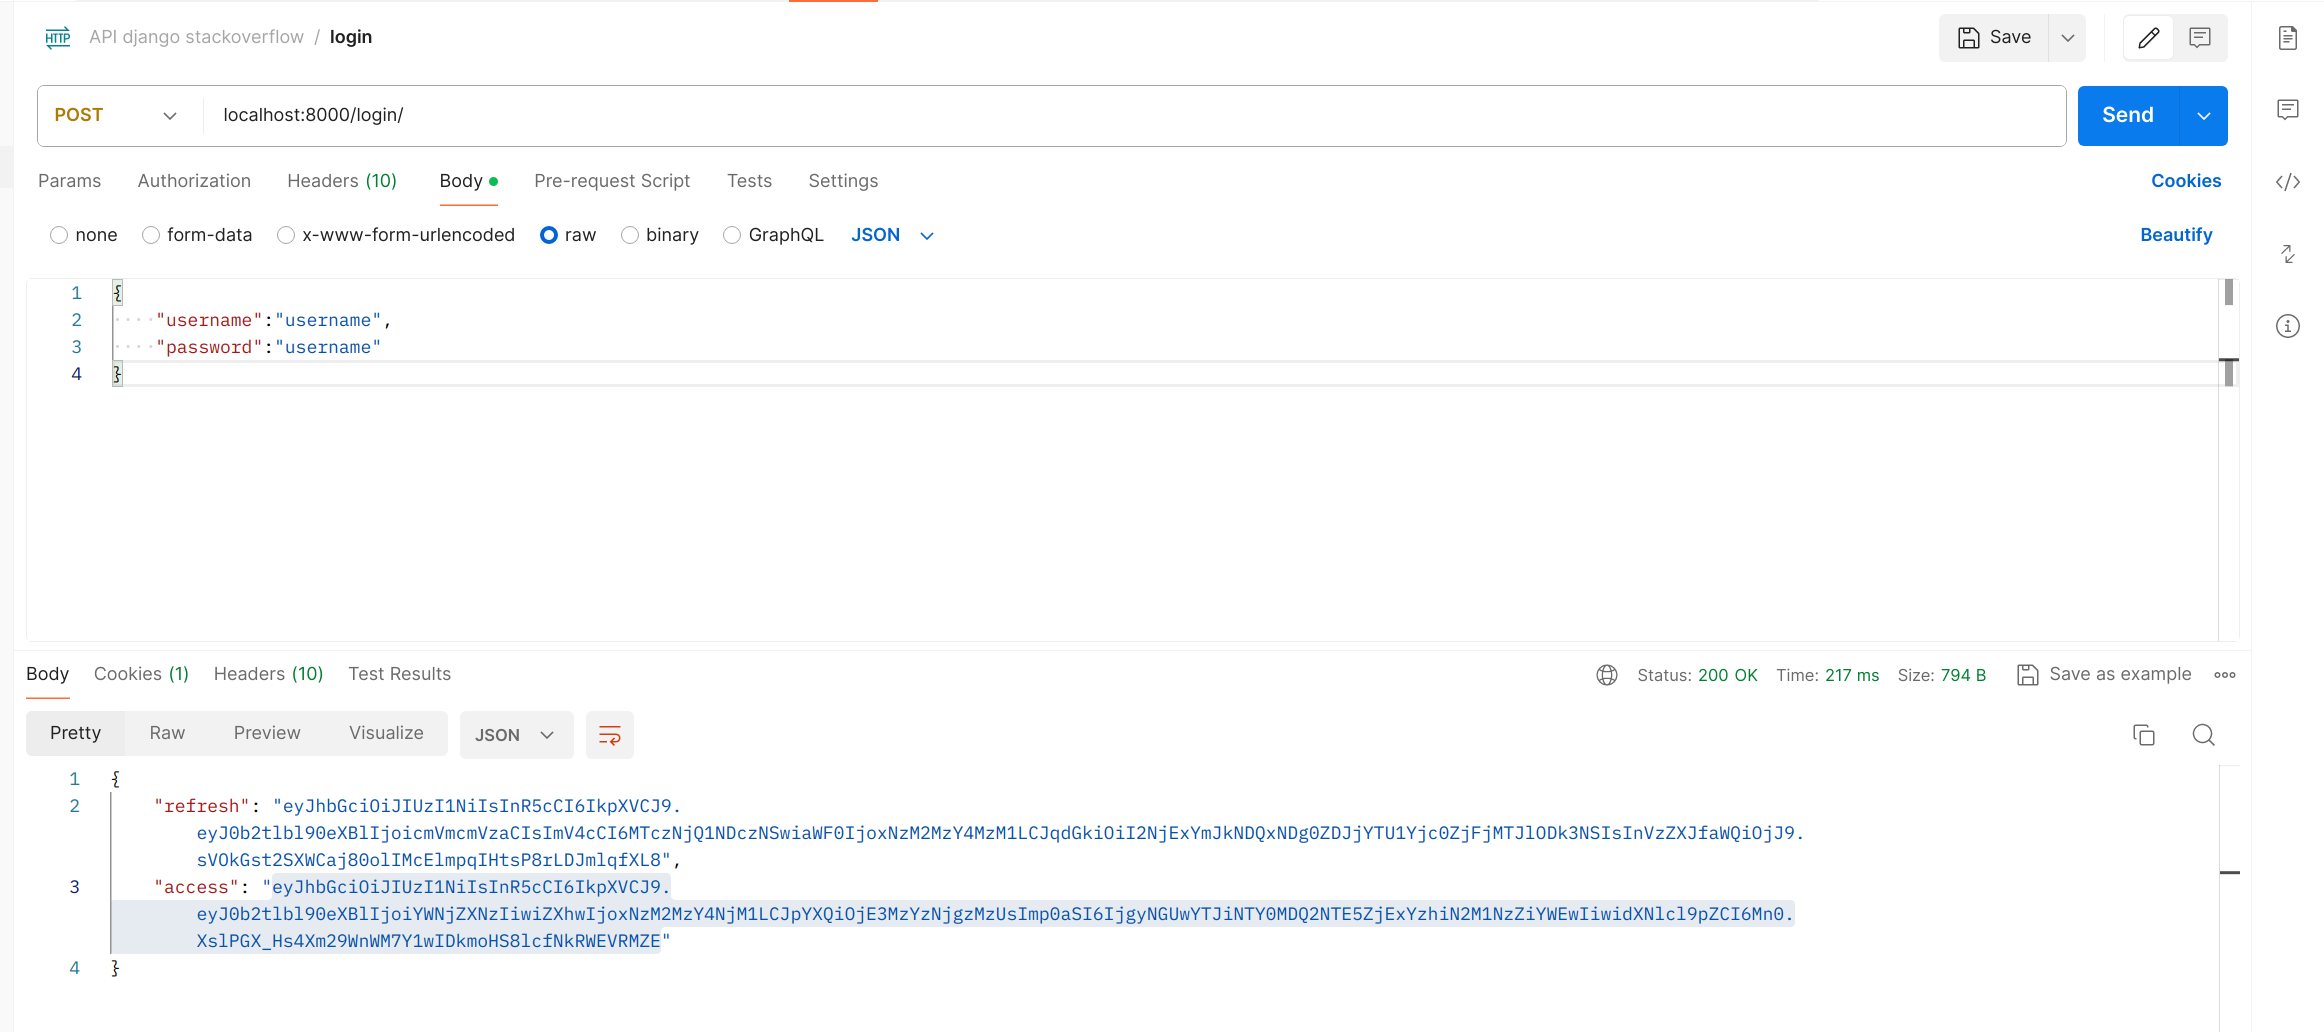 HTTP API django stackoverflow / login Save
POST localhost:8000/login/ Send
Params Authorization Headers (10) Body Pre-request Script Tests Settings Cookies
none form-data x-www-form-urlencoded raw binary GraphQL JSON Beautify
1 {
2 ····"username":"username",
3 ····"password":"username"
4 }
Body Cookies (1) Headers (10) Test Results Status: 200 OK Time: 217 ms Size: 794 B Save as example
Pretty Raw Preview Visualize JSON
1 {
2 "refresh": "eyJhbGciOiJIUzI1NiIsInR5cCI6IkpXVCJ9.
eyJ0b2tlbl90eXBlIjoicmVmcmVzaCIsImV4cCI6MTczNjQ1NDczNSwiaWF0IjoxNzM2MzY4MzM1LCJqdGkiOiI2NjExYmJkNDQxNDg0ZDJjYTU1Yjc0ZjFjMTJlODk3NSIsInVzZXJfaWQiOjJ9.
sVOkGst2SXWCaj80olIMcElmpqIHtsP8rLDJmlqfXL8",
3 "access": "eyJhbGciOiJIUzI1NiIsInR5cCI6IkpXVCJ9.
eyJ0b2tlbl90eXBlIjoiYWNjZXNzIiwiZXhwIjoxNzM2MzY4NjM1LCJpYXQiOjE3MzYzNjgzMzUsImp0aSI6IjgyNGUwYTJiNTY0MDQ2NTE5ZjExYzhiN2M1NzZiYWEwIiwidXNlcl9pZCI6Mn0.
XslPGX_Hs4Xm29WnWM7Y1wIDkmoHS8lcfNkRWEVRMZE"
4 }